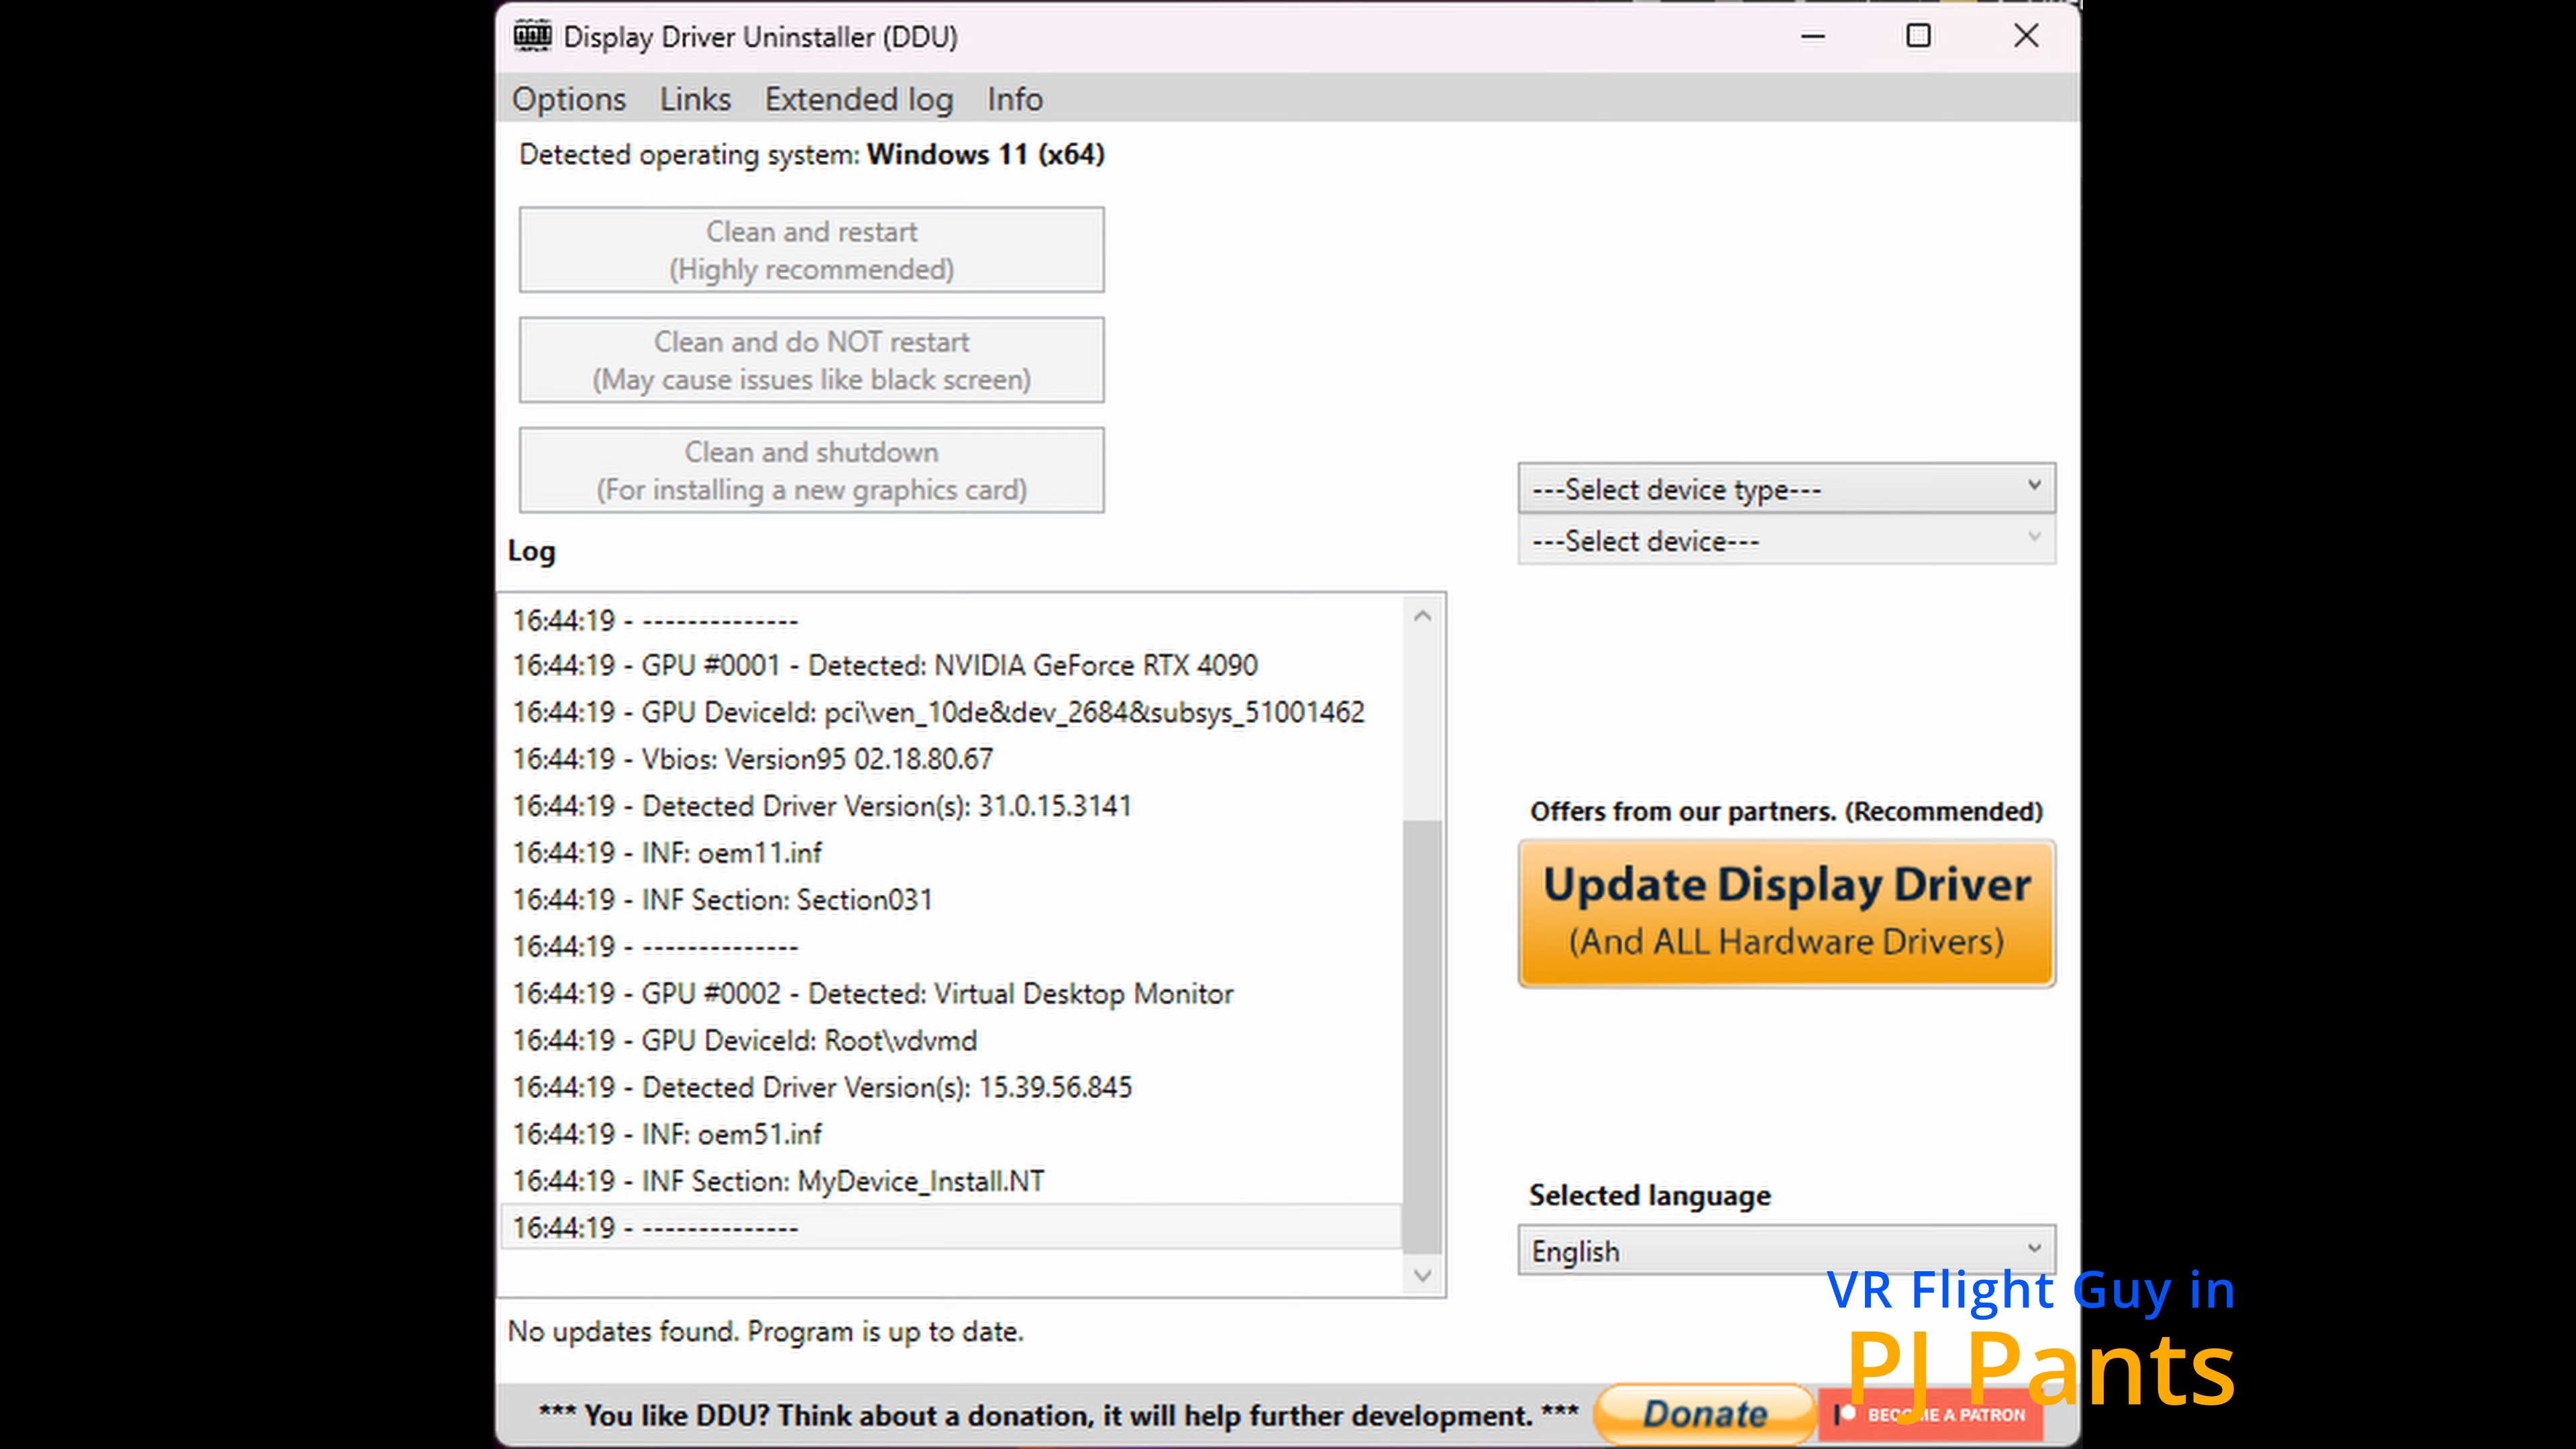 Display Driver Uninstaller (DDU)
Options Links Extended log Info
Detected operating system: Windows 11 (x64)
Clean and restart
(Highly recommended)
Clean and do NOT restart
(May cause issues like black screen)
Clean and shutdown
(For installing a new graphics card)
---Select device type---
---Select device---
Log
16:44:19 - --------------
16:44:19 - GPU #0001 - Detected: NVIDIA GeForce RTX 4090
16:44:19 - GPU DeviceId: pci\ven_10de&dev_2684&subsys_51001462
16:44:19 - Vbios: Version95 02.18.80.67
16:44:19 - Detected Driver Version(s): 31.0.15.3141
16:44:19 - INF: oem11.inf
16:44:19 - INF Section: Section031
16:44:19 - --------------
16:44:19 - GPU #0002 - Detected: Virtual Desktop Monitor
16:44:19 - GPU DeviceId: Root\vdvmd
16:44:19 - Detected Driver Version(s): 15.39.56.845
16:44:19 - INF: oem51.inf
16:44:19 - INF Section: MyDevice_Install.NT
16:44:19 - --------------
Offers from our partners. (Recommended)
Update Display Driver
(And ALL Hardware Drivers)
Selected language
English
VR Flight Guy in
PJ Pants
No updates found. Program is up to date.
*** You like DDU? Think about a donation, it will help further development. ***
Donate
BECOME A PATRON